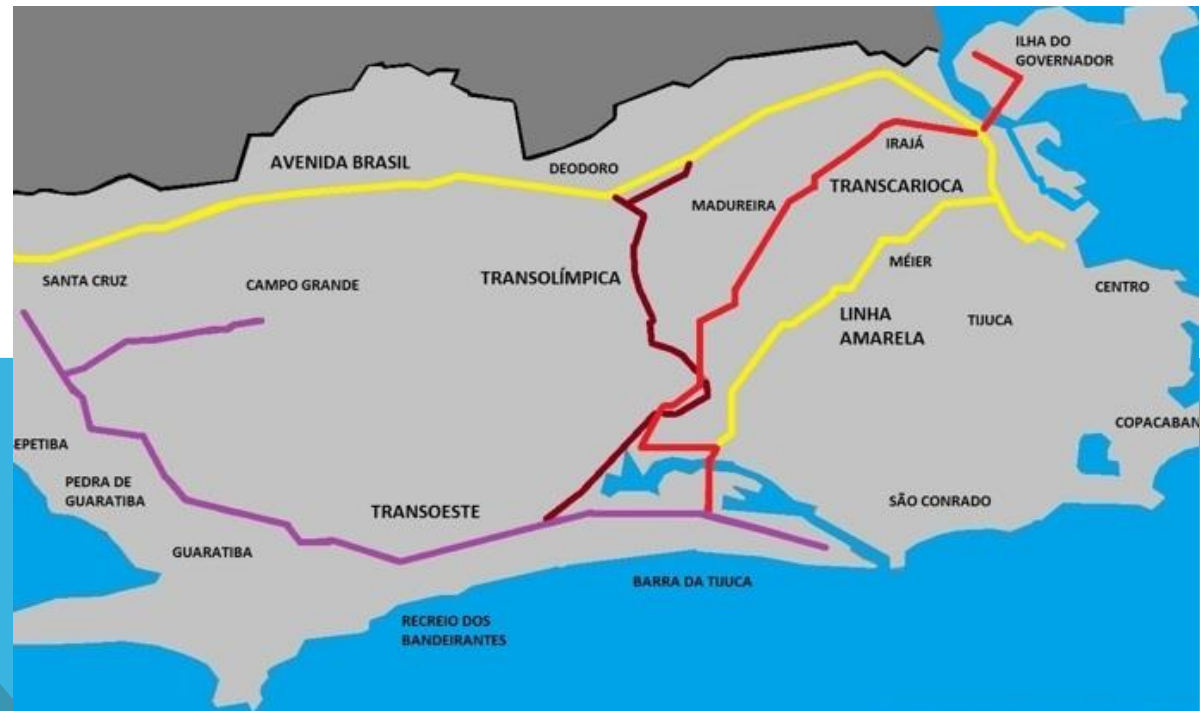 ILHA DO
GOVERNADOR
IRAJÁ
AVENIDA BRASIL
DEODORO
TRANSCARIOCA
MADUREIRA
MÉIER
SANTA CRUZ
CAMPO GRANDE
TRANSOLÍMPICA
CENTRO
LINHA
AMARELA
TIJUCA
COPACABAN
EPETIBA
PEDRA DE
GUARATIBA
TRANSOESTE
SÃO CONRADO
GUARATIBA
BARRA DA TIJUCA
RECREIO DOS
BANDEIRANTES